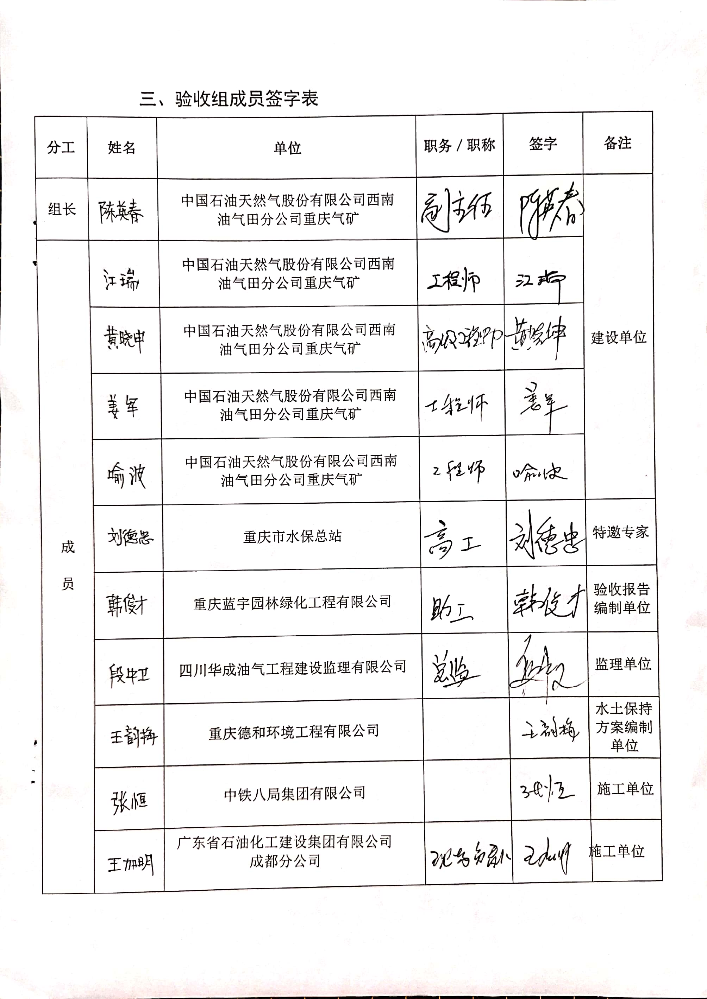 三、验收组成员签字表
分工 姓名 单位 职务/职称 签字 备注
组长 陈英春 中国石油天然气股份有限公司西南 副主任 陈英春
油气田分公司重庆气矿
江瑞 中国石油天然气股份有限公司西南 工程师 江瑞
油气田分公司重庆气矿
黄晓申 中国石油天然气股份有限公司西南 高级工程师 建设单位
油气田分公司重庆气矿
姜军 中国石油天然气股份有限公司西南 工程师 姜军
油气田分公司重庆气矿
喻波 中国石油天然气股份有限公司西南 工程师 喻波
油气田分公司重庆气矿
成
员
刘德忠 重庆市水保总站 高工 刘德忠 特邀专家
韩俊才 重庆蓝宇园林绿化工程有限公司 助工 韩俊才 验收报告
编制单位
段中卫 四川华成油气工程建设监理有限公司 总监 监理单位
王韵梅 重庆德和环境工程有限公司 王韵梅 水土保持
方案编制
单位
张恒 中铁八局集团有限公司 张恒 施工单位
王加明 广东省石油化工建设集团有限公司 现场负责人 王加明 施工单位
成都分公司